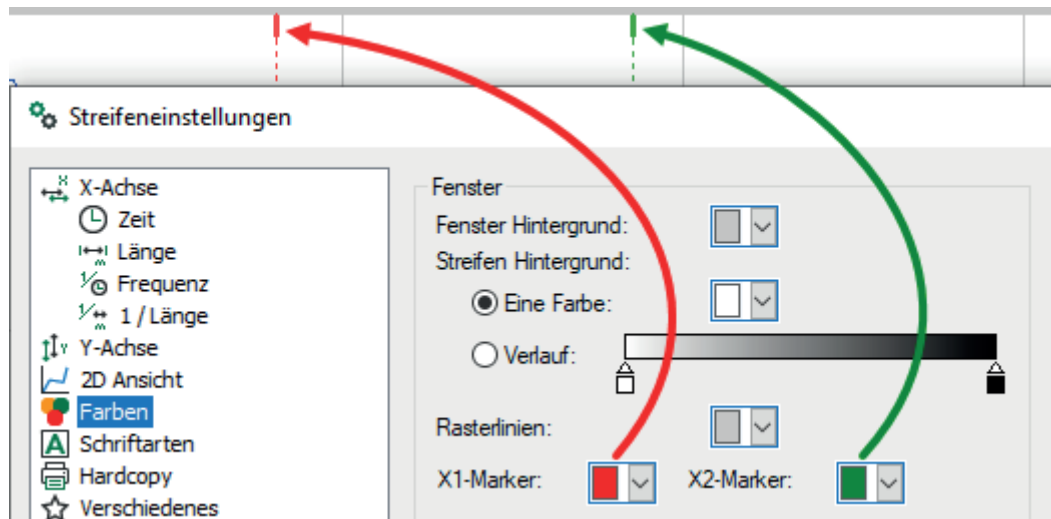 Streifeneinstellungen
X-Achse
Zeit
Länge
Frequenz
1 / Länge
Y-Achse
2D Ansicht
Farben
Schriftarten
Hardcopy
Verschiedenes
Fenster
Fenster Hintergrund:
Streifen Hintergrund:
Eine Farbe:
Verlauf:
Rasterlinien:
X1-Marker: X2-Marker: